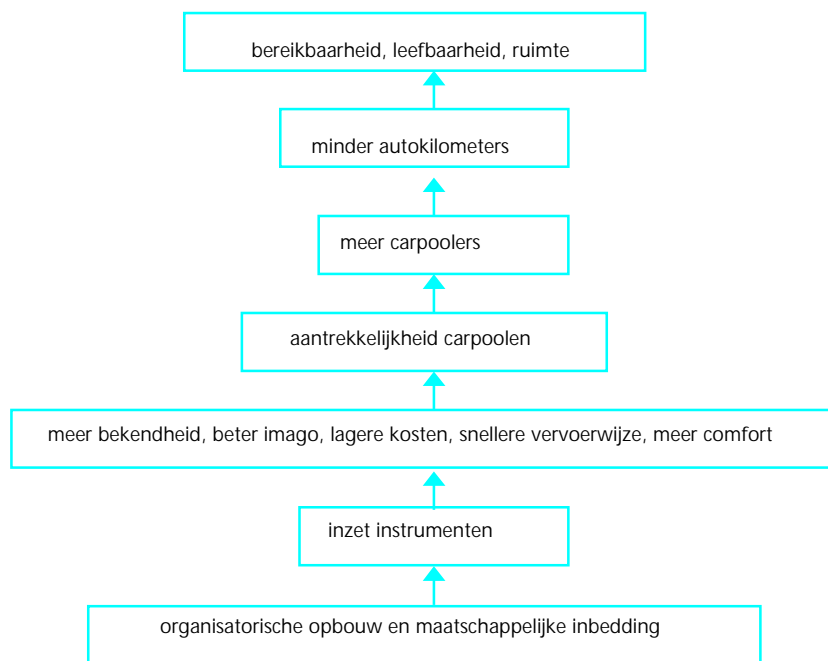 bereikbaarheid, leefbaarheid, ruimte
minder autokilometers
meer carpoolers
aantrekkelijkheid carpoolen
meer bekendheid, beter imago, lagere kosten, snellere vervoerwijze, meer comfort
inzet instrumenten
organisatorische opbouw en maatschappelijke inbedding